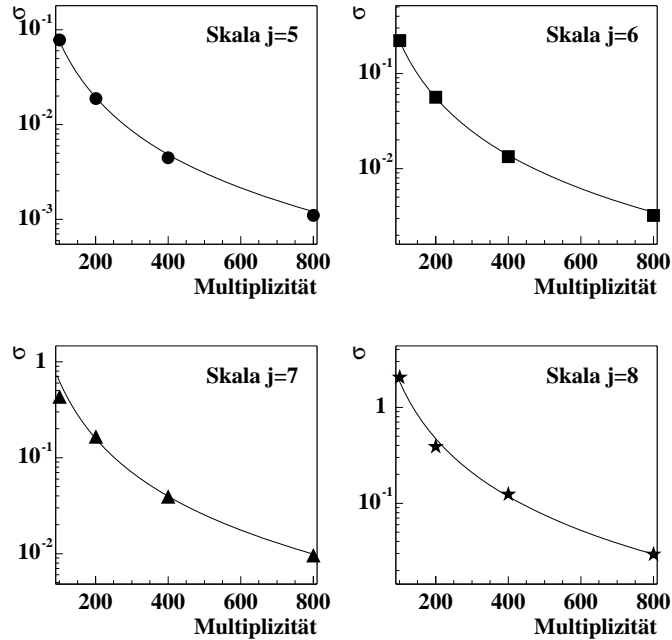 σ
Skala j=5
10⁻¹
10⁻²
10⁻³
200 400 600 800
Multiplizität
σ
Skala j=6
10⁻¹
10⁻²
200 400 600 800
Multiplizität
σ
Skala j=7
1
10⁻¹
10⁻²
200 400 600 800
Multiplizität
σ
Skala j=8
1
10⁻¹
200 400 600 800
Multiplizität